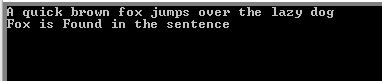 A quick brown fox jumps over the lazy dog
Fox is Found in the sentence